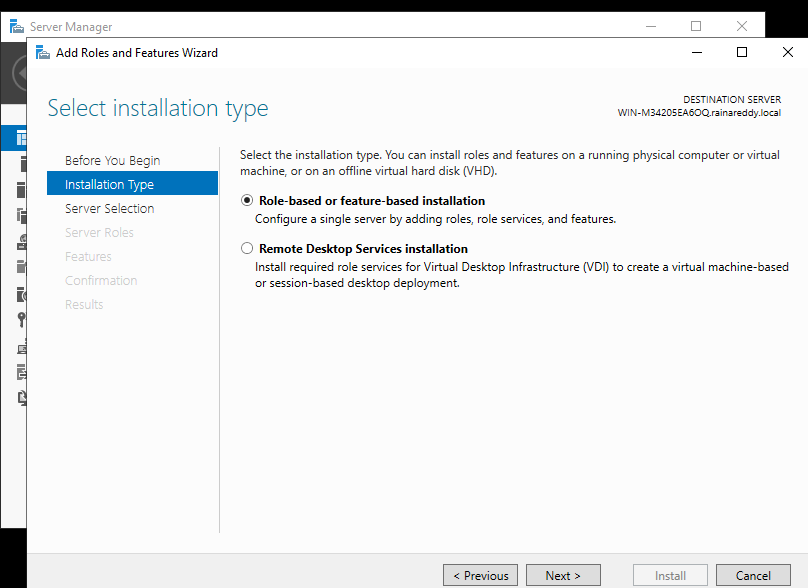 Server Manager
Add Roles and Features Wizard
Select installation type
DESTINATION SERVER
WIN-M34205EA6OQ.rainareddy.local
Before You Begin
Installation Type
Server Selection
Server Roles
Features
Confirmation
Results
Select the installation type. You can install roles and features on a running physical computer or virtual
machine, or on an offline virtual hard disk (VHD).
Role-based or feature-based installation
Configure a single server by adding roles, role services, and features.
Remote Desktop Services installation
Install required role services for Virtual Desktop Infrastructure (VDI) to create a virtual machine-based
or session-based desktop deployment.
< Previous
Next >
Install
Cancel